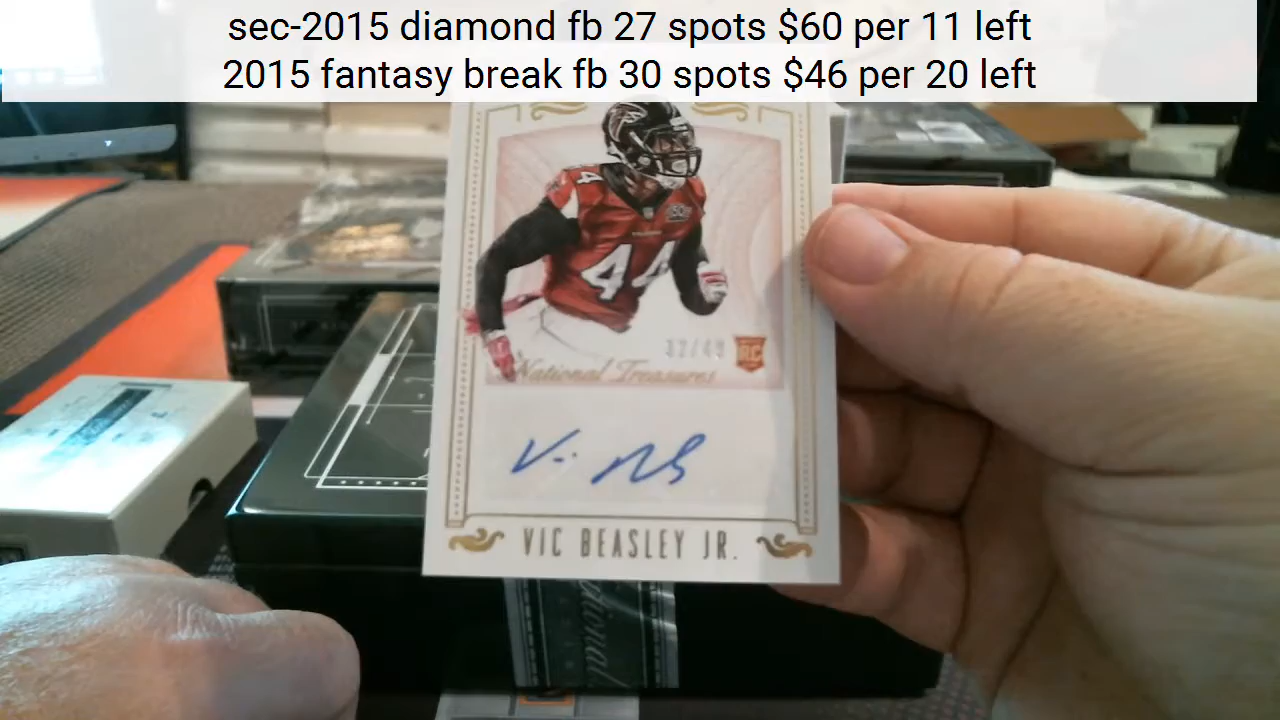 sec-2015 diamond fb 27 spots $60 per 11 left
2015 fantasy break fb 30 spots $46 per 20 left
44
44
RC
National Treasures
VIC BEASLEY JR.